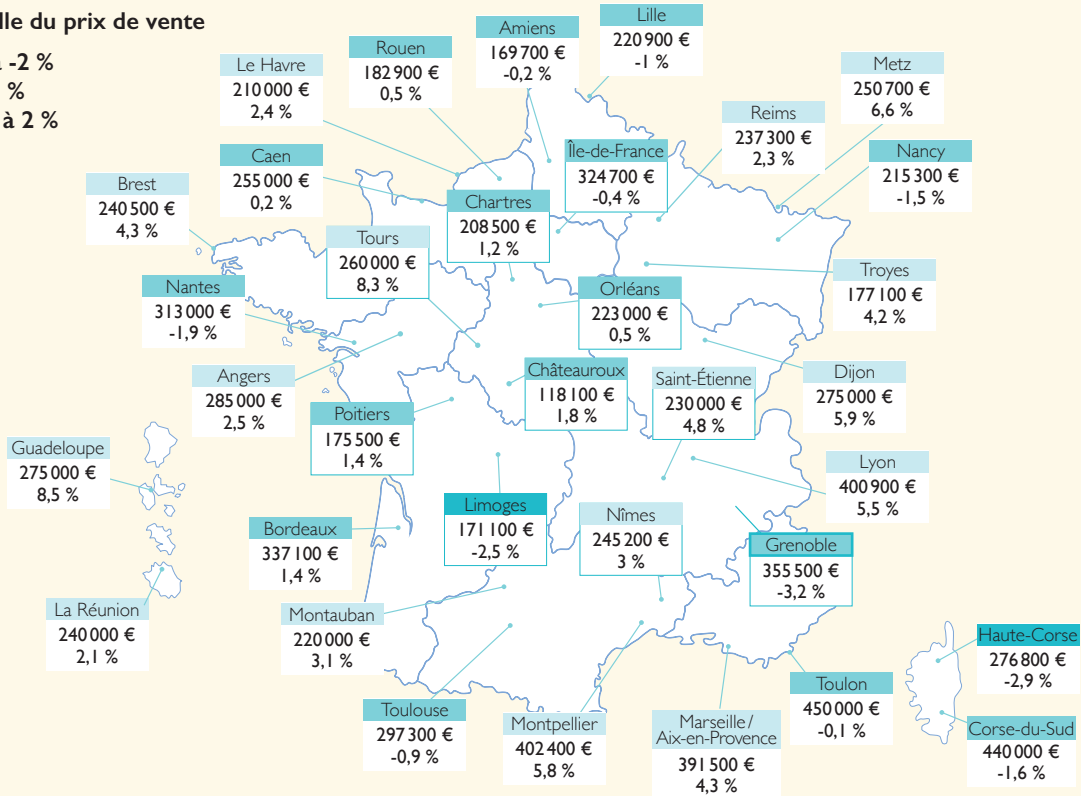 lle du prix de vente
à -2 %
%
à 2 %
Lille
220 900 €
-1 %
Amiens
169 700 €
-0,2 %
Rouen
182 900 €
0,5 %
Le Havre
210 000 €
2,4 %
Metz
250 700 €
6,6 %
Reims
237 300 €
2,3 %
Nancy
215 300 €
-1,5 %
Île-de-France
324 700 €
-0,4 %
Caen
255 000 €
0,2 %
Brest
240 500 €
4,3 %
Chartres
208 500 €
1,2 %
Tours
260 000 €
8,3 %
Troyes
177 100 €
4,2 %
Nantes
313 000 €
-1,9 %
Orléans
223 000 €
0,5 %
Angers
285 000 €
2,5 %
Châteauroux
118 100 €
1,8 %
Saint-Étienne
230 000 €
4,8 %
Dijon
275 000 €
5,9 %
Poitiers
175 500 €
1,4 %
Guadeloupe
275 000 €
8,5 %
Lyon
400 900 €
5,5 %
Limoges
171 100 €
-2,5 %
Nîmes
245 200 €
3 %
Bordeaux
337 100 €
1,4 %
Grenoble
355 500 €
-3,2 %
La Réunion
240 000 €
2,1 %
Montauban
220 000 €
3,1 %
Haute-Corse
276 800 €
-2,9 %
Toulon
450 000 €
-0,1 %
Toulouse
297 300 €
-0,9 %
Montpellier
402 400 €
5,8 %
Marseille /
Aix-en-Provence
391 500 €
4,3 %
Corse-du-Sud
440 000 €
-1,6 %